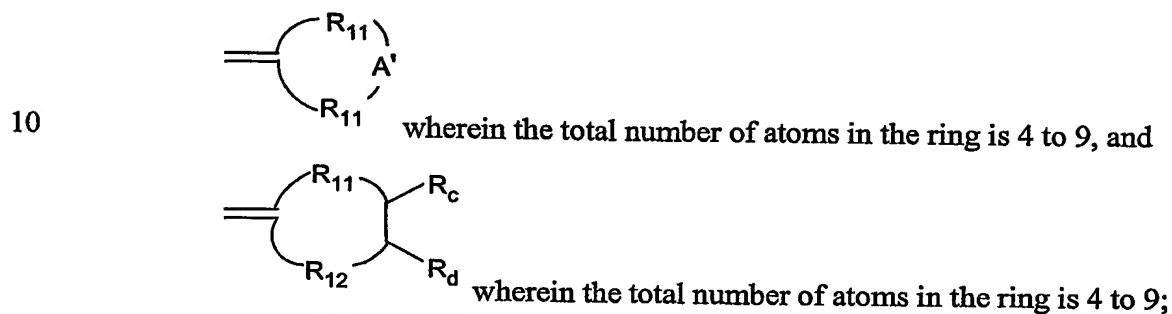 R11
A'
R11
10 wherein the total number of atoms in the ring is 4 to 9, and
R11 Rc
R12 Rd wherein the total number of atoms in the ring is 4 to 9;